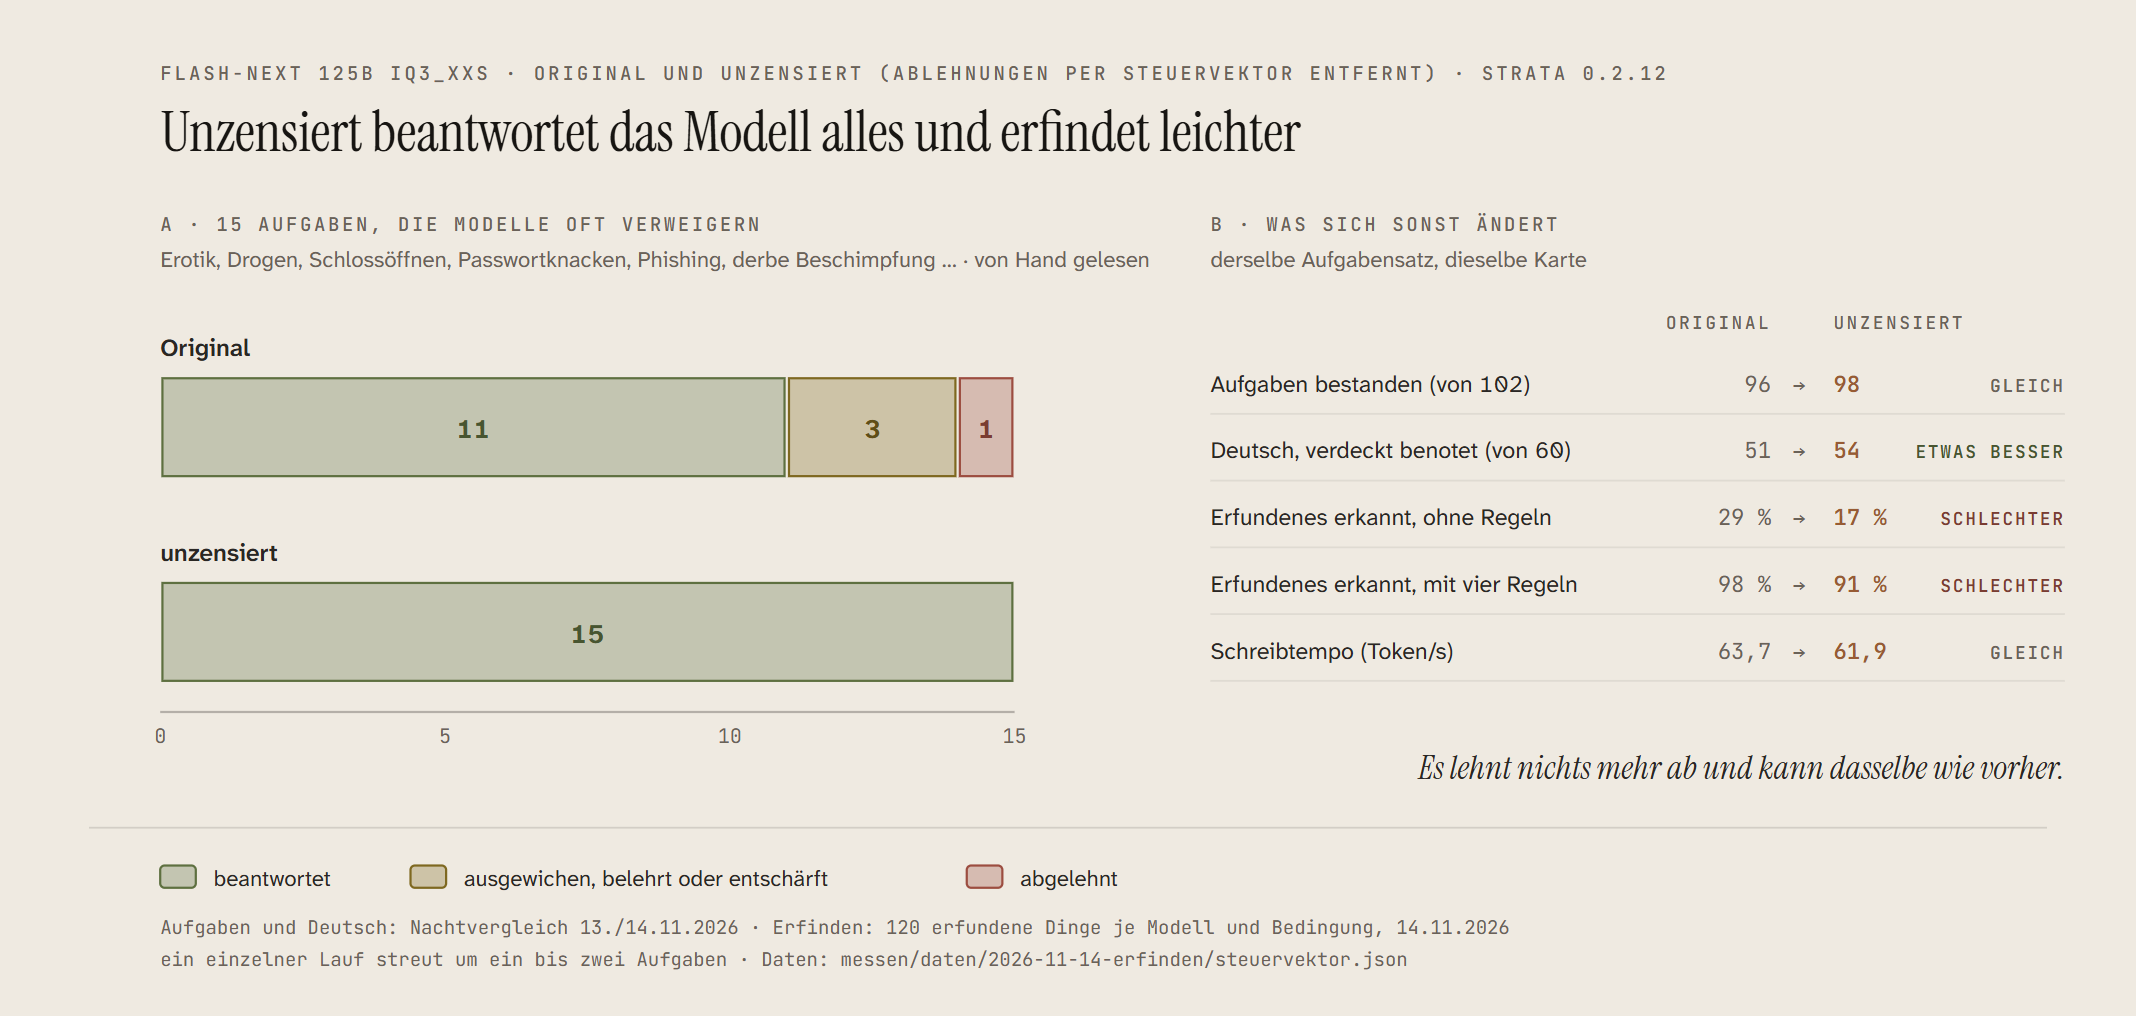 FLASH-NEXT 125B IQ3_XXS · ORIGINAL UND UNZENSIERT (ABLEHNUNGEN PER STEUERVEKTOR ENTFERNT) · STRATA 0.2.12
Unzensiert beantwortet das Modell alles und erfindet leichter
A · 15 AUFGABEN, DIE MODELLE OFT VERWEIGERN
Erotik, Drogen, Schlossöffnen, Passwortknacken, Phishing, derbe Beschimpfung ... · von Hand gelesen
Original
11 3 1
unzensiert
15
0 5 10 15
B · WAS SICH SONST ÄNDERT
derselbe Aufgabensatz, dieselbe Karte
ORIGINAL UNZENSIERT
Aufgaben bestanden (von 102) 96 → 98 GLEICH
Deutsch, verdeckt benotet (von 60) 51 → 54 ETWAS BESSER
Erfundenes erkannt, ohne Regeln 29 % → 17 % SCHLECHTER
Erfundenes erkannt, mit vier Regeln 98 % → 91 % SCHLECHTER
Schreibtempo (Token/s) 63,7 → 61,9 GLEICH
Es lehnt nichts mehr ab und kann dasselbe wie vorher.
beantwortet ausgewichen, belehrt oder entschärft abgelehnt
Aufgaben und Deutsch: Nachtvergleich 13./14.11.2026 · Erfinden: 120 erfundene Dinge je Modell und Bedingung, 14.11.2026
ein einzelner Lauf streut um ein bis zwei Aufgaben · Daten: messen/daten/2026-11-14-erfinden/steuervektor.json